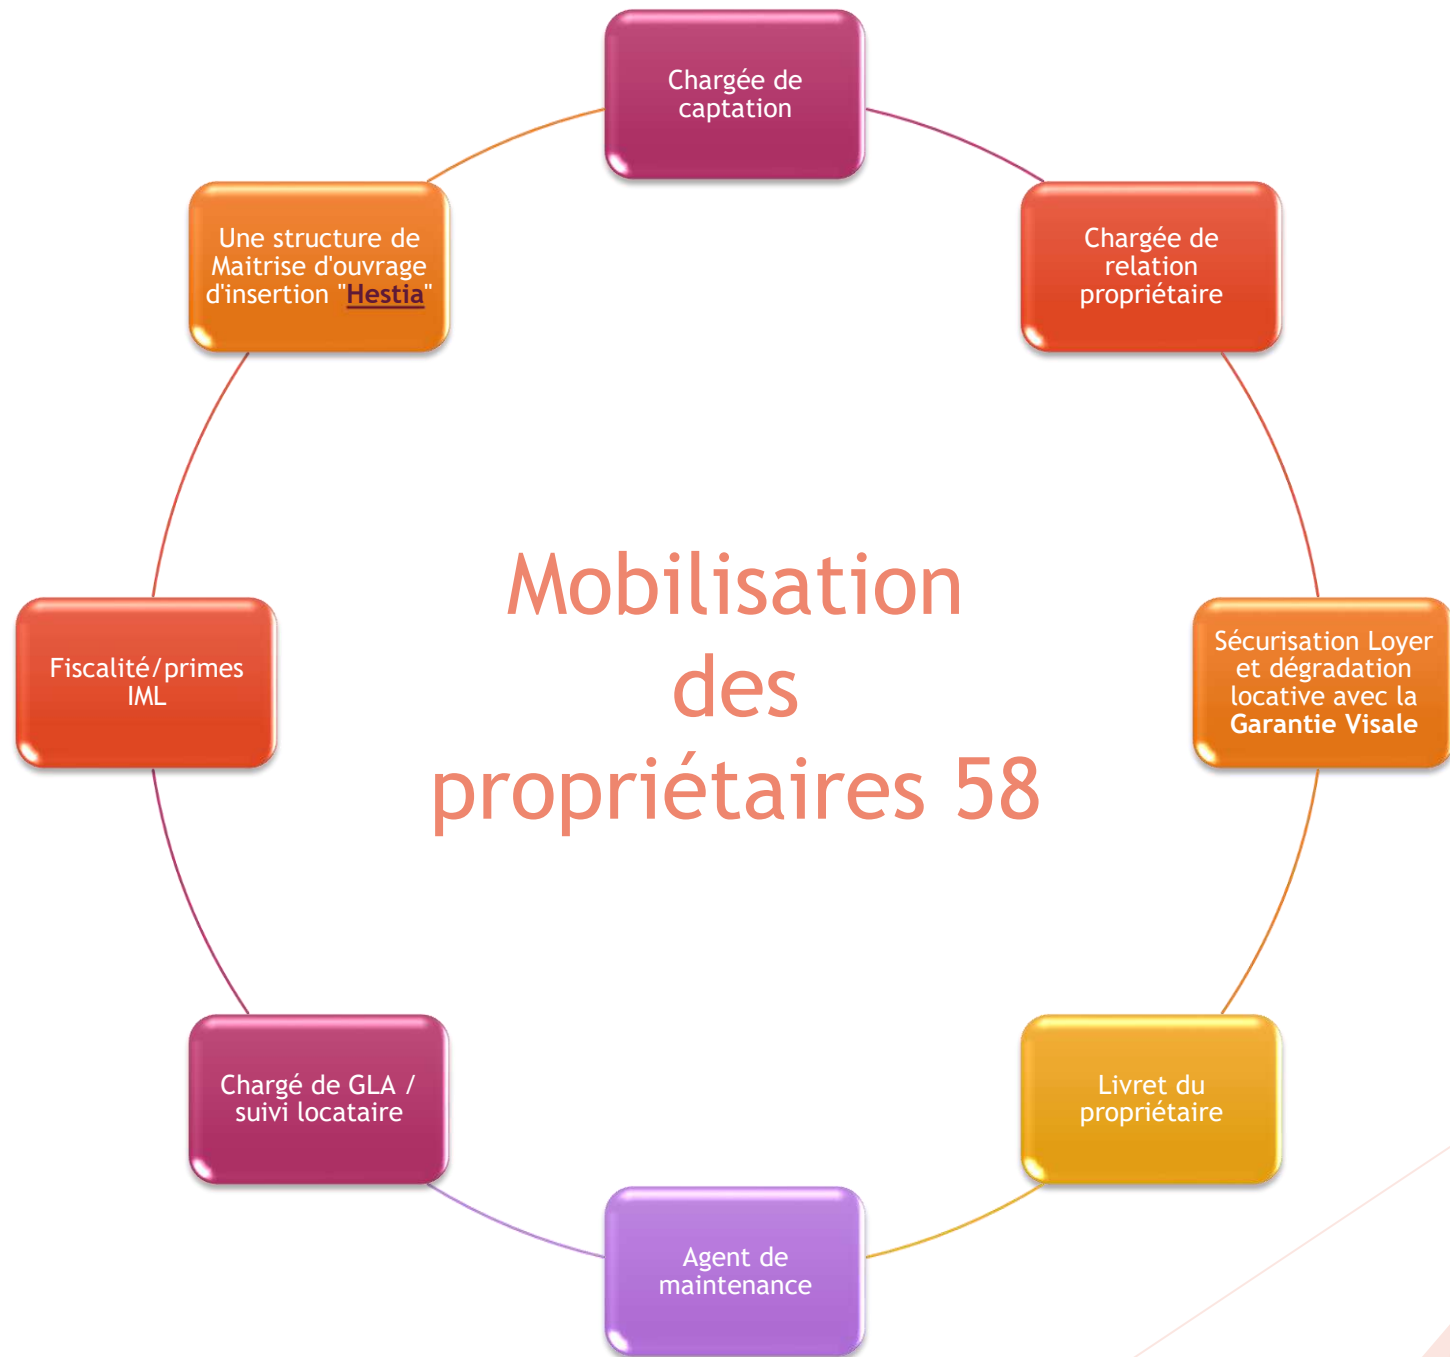 Chargée de
captation
Chargée de
relation
propriétaire
Sécurisation Loyer
et dégradation
locative avec la
Garantie Visale
Livret du
propriétaire
Agent de
maintenance
Chargé de GLA /
suivi locataire
Fiscalité/primes
IML
Une structure de
Maitrise d'ouvrage
d'insertion "Hestia"
Mobilisation
des
propriétaires 58